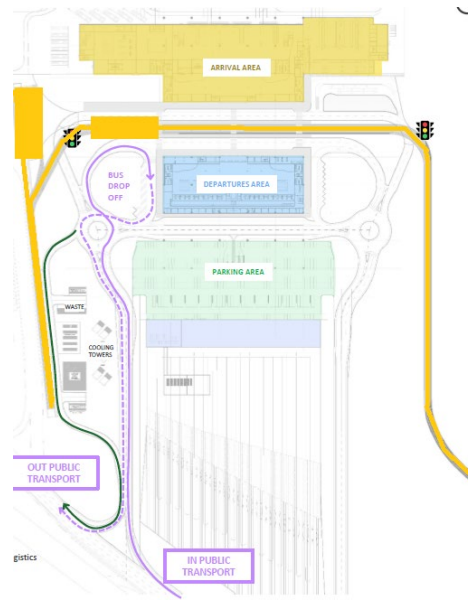 ARRIVAL AREA
BUS
DROP
OFF
DEPARTURES AREA
PARKING AREA
WASTE
COOLING
TOWERS
OUT PUBLIC
TRANSPORT
IN PUBLIC
TRANSPORT
gistics